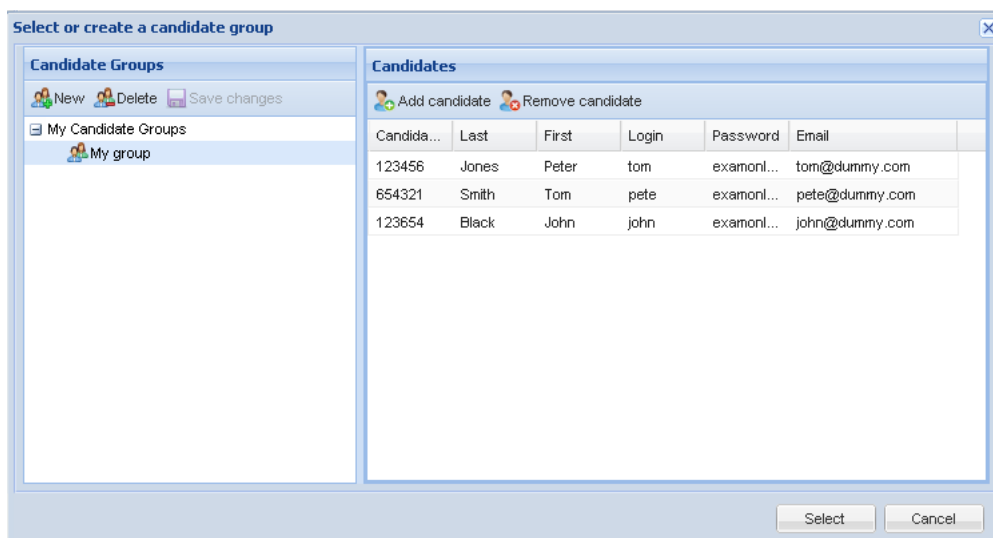 Select or create a candidate group
Candidate Groups
New Delete Save changes
My Candidate Groups
My group
Candidates
Add candidate Remove candidate
Candida... Last First Login Password Email
123456 Jones Peter tom examonl... tom@dummy.com
654321 Smith Tom pete examonl... pete@dummy.com
123654 Black John john examonl... john@dummy.com
Select Cancel